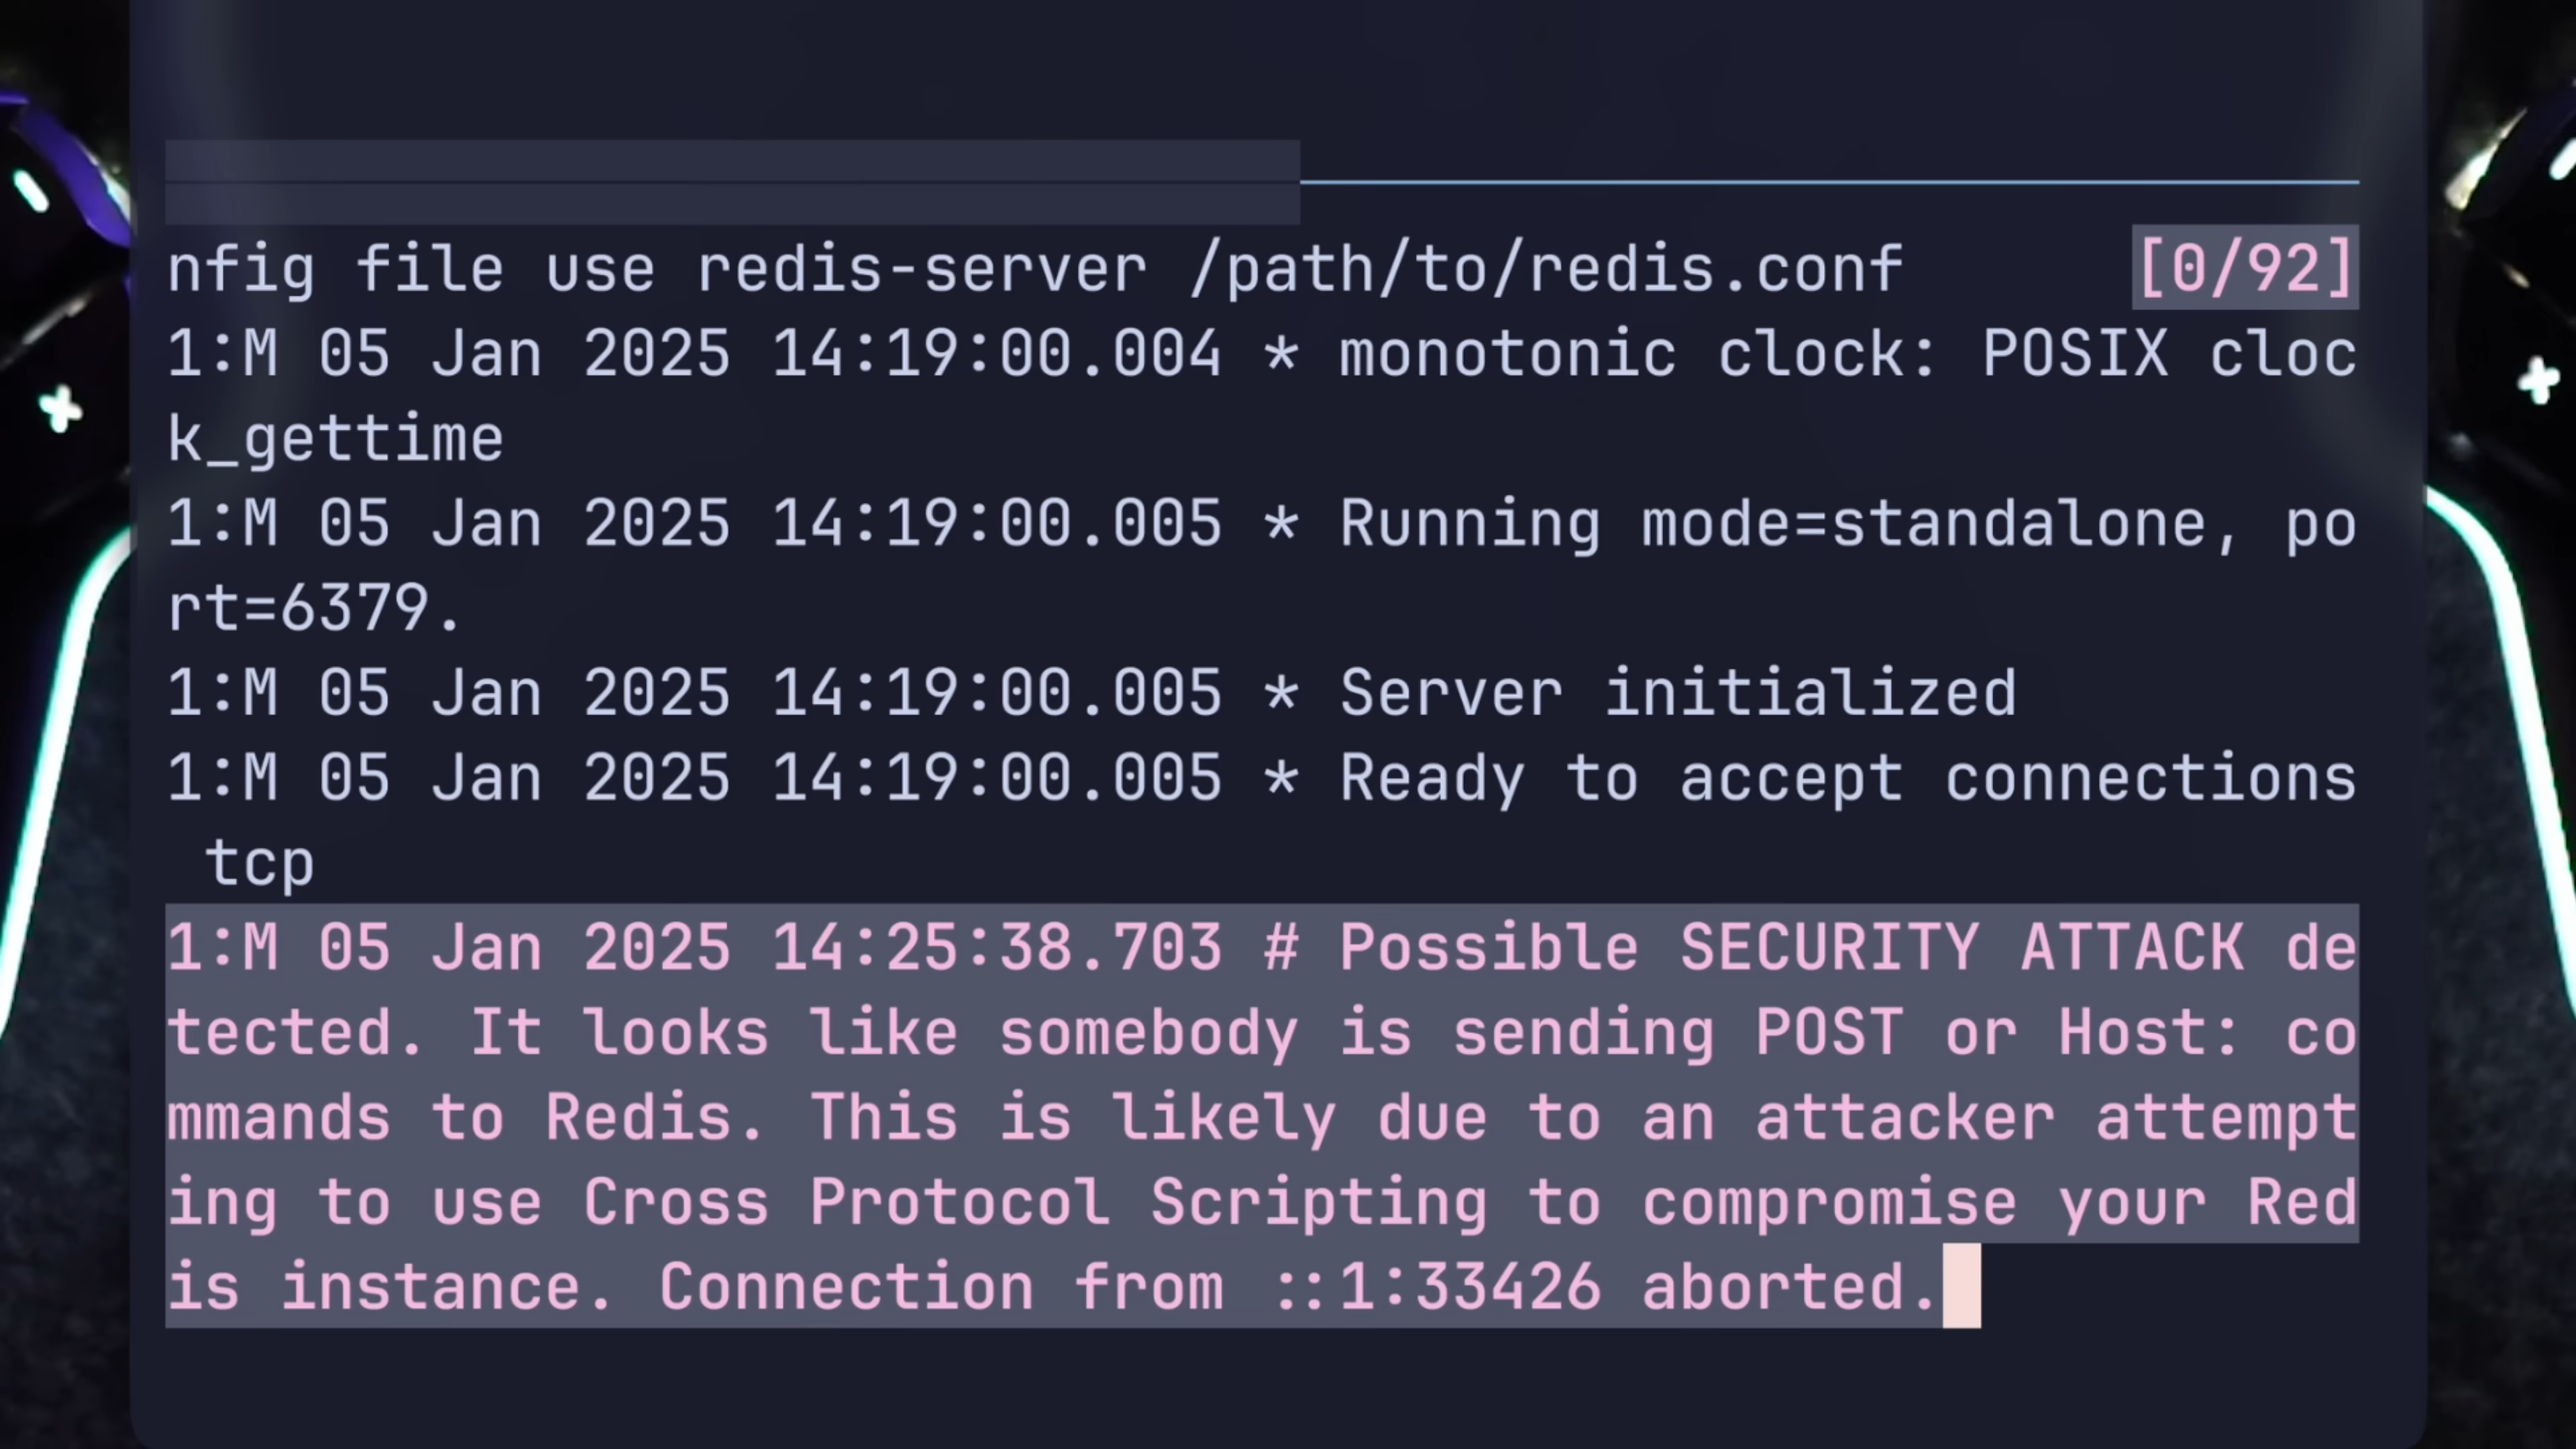 nfig file use redis-server /path/to/redis.conf [0/92]
1:M 05 Jan 2025 14:19:00.004 * monotonic clock: POSIX cloc
k_gettime
1:M 05 Jan 2025 14:19:00.005 * Running mode=standalone, po
rt=6379.
1:M 05 Jan 2025 14:19:00.005 * Server initialized
1:M 05 Jan 2025 14:19:00.005 * Ready to accept connections
tcp
1:M 05 Jan 2025 14:25:38.703 # Possible SECURITY ATTACK de
tected. It looks like somebody is sending POST or Host: co
mmands to Redis. This is likely due to an attacker attempt
ing to use Cross Protocol Scripting to compromise your Red
is instance. Connection from ::1:33426 aborted.